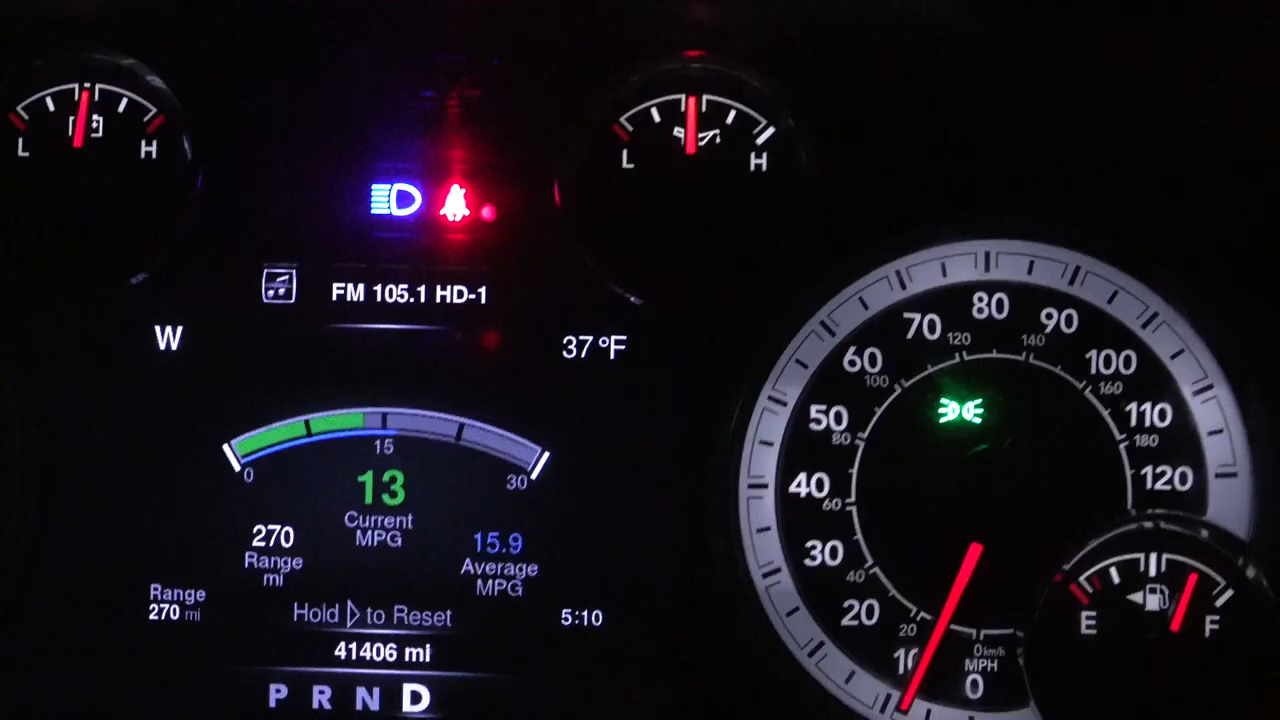 L H
L H
FM 105.1 HD-1
W
37 °F
0 15 30
13
Current
MPG
270
Range
mi
15.9
Average
MPG
Range
270 mi
Hold ▷ to Reset
5:10
41406 mi
P R N D
0 10 20 30 40 50 60 70 80 90 100 110 120
20 40 60 80 100 120 140 160 180
0 km/h
MPH
E F